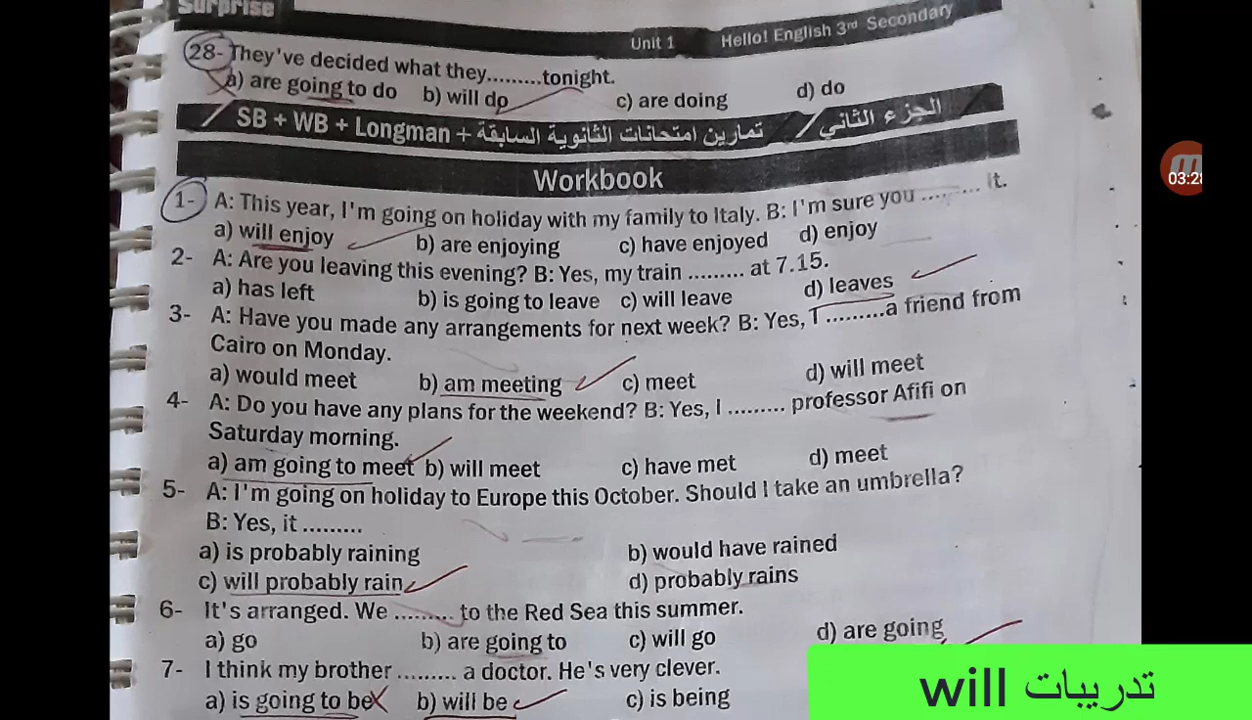 Surprise
Unit 1 Hello! English 3rd Secondary
28- They've decided what they.........tonight.
a) are going to do b) will do c) are doing d) do
الجزء الثاني / تمارين امتحانات الثانوية السابقة + SB + WB + Longman /
Workbook
1- A: This year, I'm going on holiday with my family to Italy. B: I'm sure you ......... it.
a) will enjoy b) are enjoying c) have enjoyed d) enjoy
2- A: Are you leaving this evening? B: Yes, my train ......... at 7.15.
a) has left b) is going to leave c) will leave d) leaves
3- A: Have you made any arrangements for next week? B: Yes, I .........a friend from
Cairo on Monday.
a) would meet b) am meeting c) meet d) will meet
4- A: Do you have any plans for the weekend? B: Yes, I ......... professor Afifi on
Saturday morning.
a) am going to meet b) will meet c) have met d) meet
5- A: I'm going on holiday to Europe this October. Should I take an umbrella?
B: Yes, it .........
a) is probably raining b) would have rained
c) will probably rain d) probably rains
6- It's arranged. We ......... to the Red Sea this summer.
a) go b) are going to c) will go d) are going
7- I think my brother ......... a doctor. He's very clever.
a) is going to be b) will be c) is being
03:28
تدريبات will